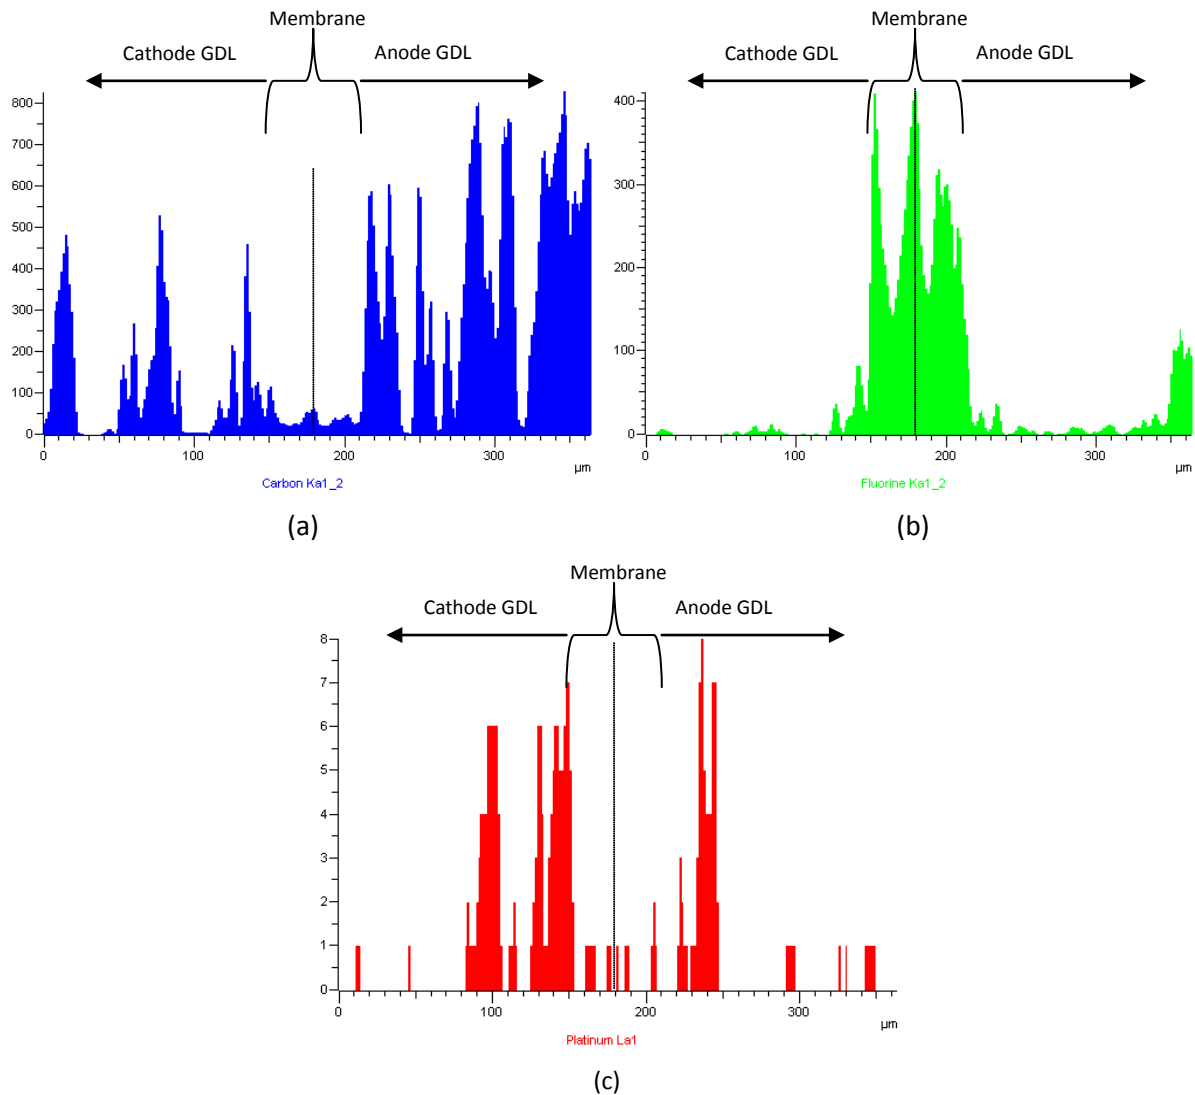 Membrane
Cathode GDL Anode GDL
800
700
600
500
400
300
200
100
0
0 100 200 300
µm
Carbon Ka1_2
(a)
Membrane
Cathode GDL Anode GDL
400
300
200
100
0
0 100 200 300
µm
Fluorine Ka1_2
(b)
Membrane
Cathode GDL Anode GDL
8
7
6
5
4
3
2
1
0
0 100 200 300
µm
Platinum La1
(c)